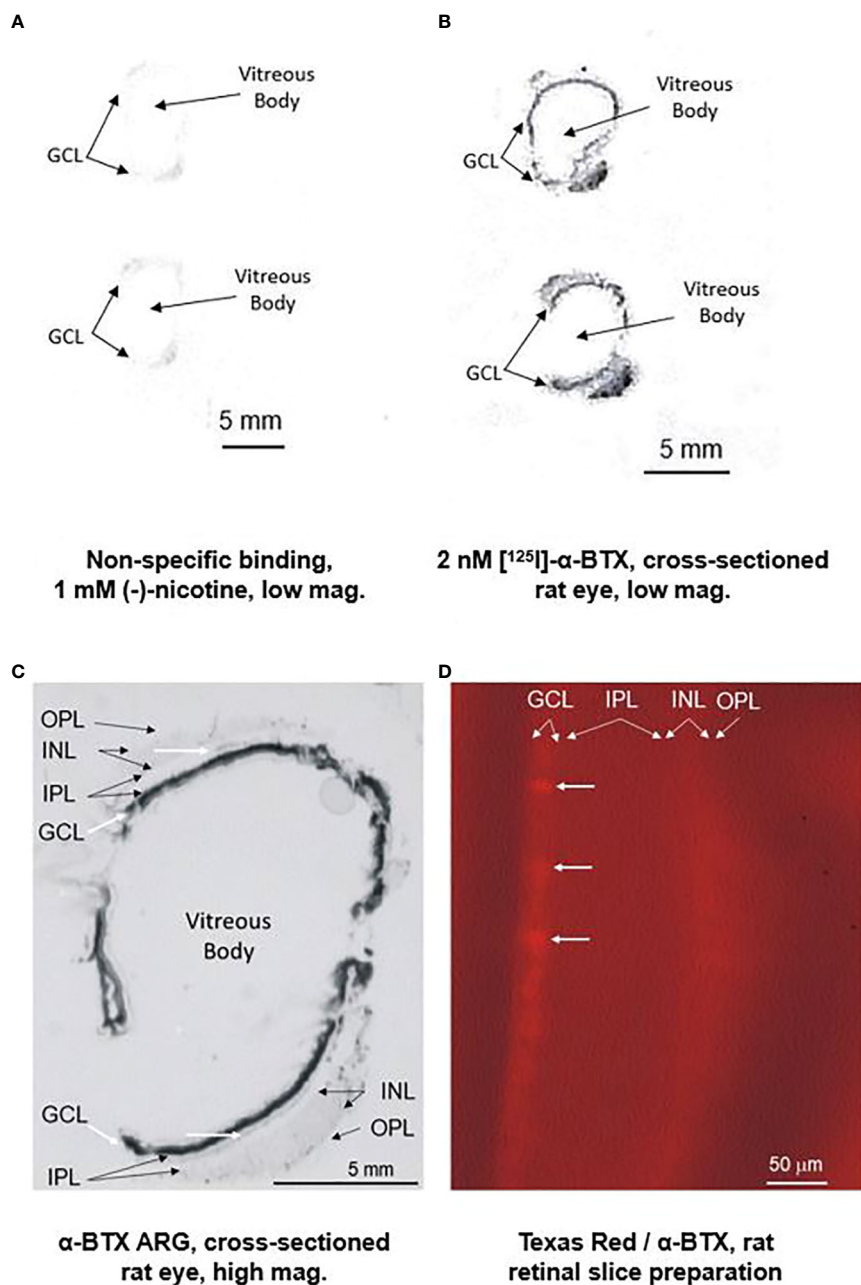 A
Vitreous
Body
GCL
Vitreous
Body
GCL
5 mm
Non-specific binding,
1 mM (-)-nicotine, low mag.
B
Vitreous
Body
GCL
Vitreous
Body
GCL
5 mm
2 nM [¹²⁵I]-α-BTX, cross-sectioned
rat eye, low mag.
C
OPL
INL
IPL
GCL
Vitreous
Body
INL
GCL
OPL
IPL
5 mm
α-BTX ARG, cross-sectioned
rat eye, high mag.
D
GCL IPL INL OPL
50 μm
Texas Red / α-BTX, rat
retinal slice preparation